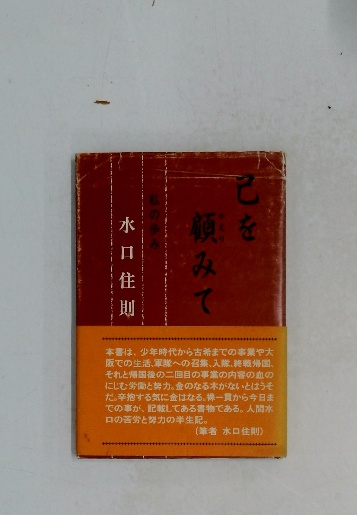 己を
顧みて
私の歩み
水口住則
本書は、少年時代から古希までの事業や大
阪での生活、軍隊への召集、入隊、終戦帰国、
それと帰国後の二回目の事業の内容の血の
にじむ労働と努力。金のなる木がないとはうそ
だ。辛抱する気に金はなる。裸一貫から今日ま
での事が、記載してある書物である。人間水
口の苦労と努力の半生記。
(筆者 水口住則)